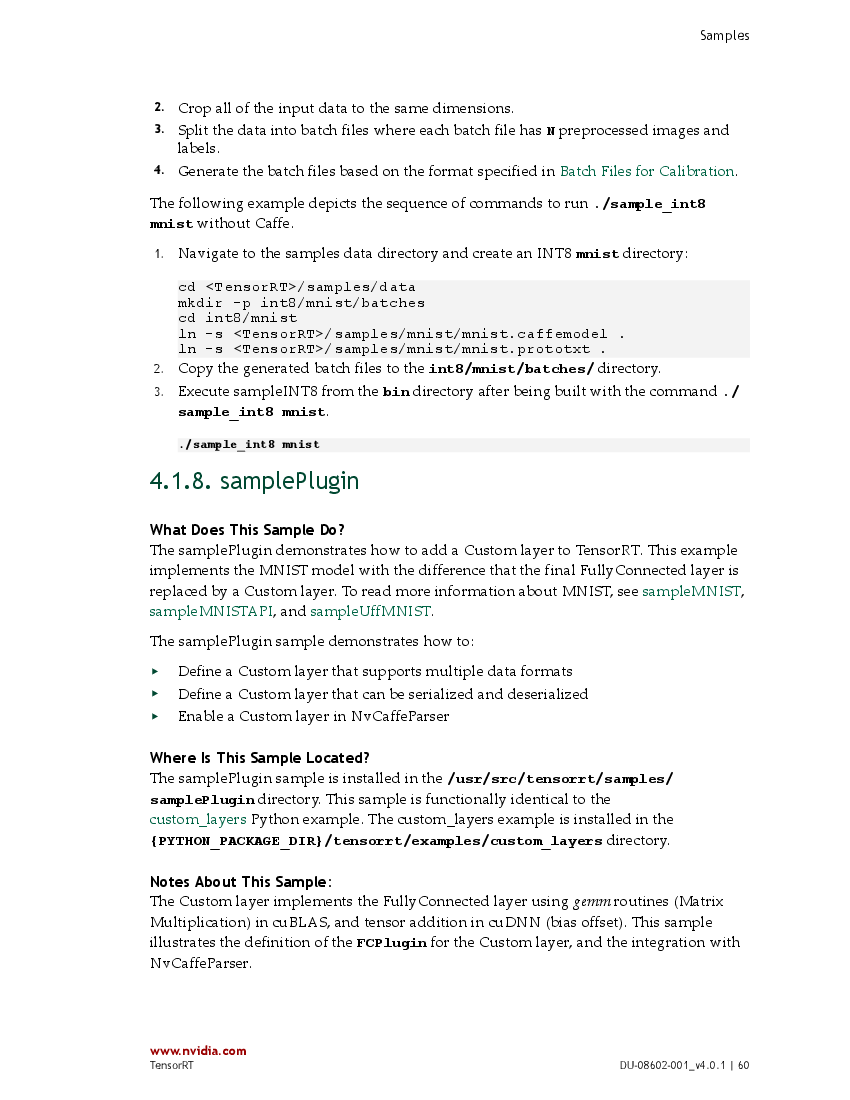 Samples
2. Crop all of the input data to the same dimensions.
3. Split the data into batch files where each batch file has N preprocessed images and
labels.
4. Generate the batch files based on the format specified in Batch Files for Calibration.
The following example depicts the sequence of commands to run ./sample_int8
mnist without Caffe.
1. Navigate to the samples data directory and create an INT8 mnist directory:
cd <TensorRT>/samples/data
mkdir -p int8/mnist/batches
cd int8/mnist
ln -s <TensorRT>/samples/mnist/mnist.caffemodel .
ln -s <TensorRT>/samples/mnist/mnist.prototxt .
2. Copy the generated batch files to the int8/mnist/batches/ directory.
3. Execute sampleINT8 from the bin directory after being built with the command ./
sample_int8 mnist.
./sample_int8 mnist
4.1.8. samplePlugin
What Does This Sample Do?
The samplePlugin demonstrates how to add a Custom layer to TensorRT. This example
implements the MNIST model with the difference that the final FullyConnected layer is
replaced by a Custom layer. To read more information about MNIST, see sampleMNIST,
sampleMNISTAPI, and sampleUffMNIST.
The samplePlugin sample demonstrates how to:
▸ Define a Custom layer that supports multiple data formats
▸ Define a Custom layer that can be serialized and deserialized
▸ Enable a Custom layer in NvCaffeParser
Where Is This Sample Located?
The samplePlugin sample is installed in the /usr/src/tensorrt/samples/
samplePlugin directory. This sample is functionally identical to the
custom_layers Python example. The custom_layers example is installed in the
{PYTHON_PACKAGE_DIR}/tensorrt/examples/custom_layers directory.
Notes About This Sample:
The Custom layer implements the FullyConnected layer using gemm routines (Matrix
Multiplication) in cuBLAS, and tensor addition in cuDNN (bias offset). This sample
illustrates the definition of the FCPlugin for the Custom layer, and the integration with
NvCaffeParser.
www.nvidia.com
TensorRT DU-08602-001_v4.0.1 | 60